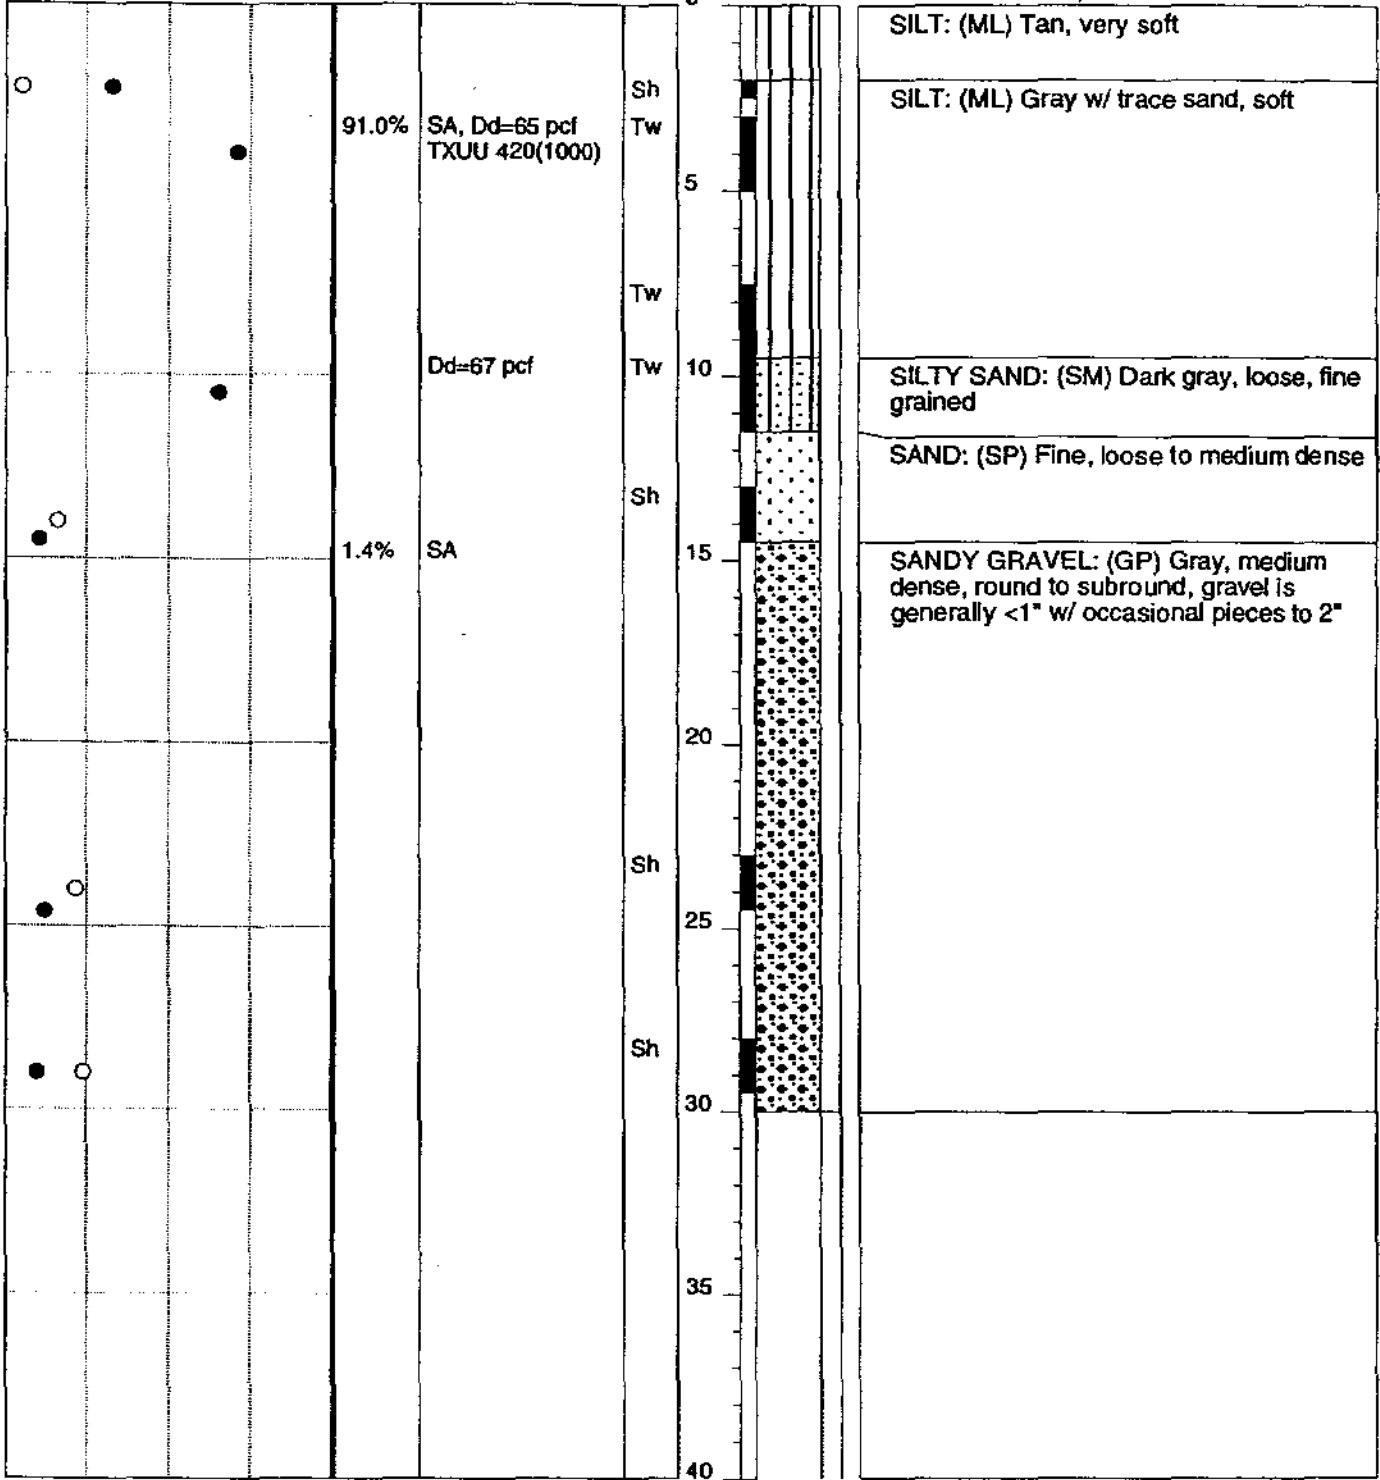 SILT: (ML) Tan, very soft
Sh
SILT: (ML) Gray w/ trace sand, soft
91.0%
SA, Dd=65 pcf
Tw
TXUU 420(1000)
5
Tw
Dd=67 pcf
Tw
10
SILTY SAND: (SM) Dark gray, loose, fine
grained
SAND: (SP) Fine, loose to medium dense
Sh
1.4%
SA
15
SANDY GRAVEL: (GP) Gray, medium
dense, round to subround, gravel is
generally <1" w/ occasional pieces to 2"
20
Sh
25
Sh
30
35
40